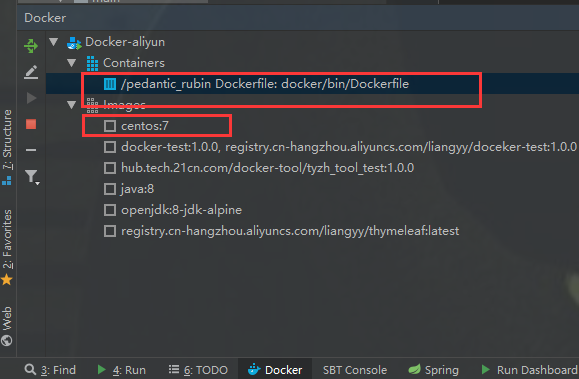 main
Docker
Docker-aliyun
Containers
/pedantic_rubin Dockerfile: docker/bin/Dockerfile
Images
centos:7
docker-test:1.0.0, registry.cn-hangzhou.aliyuncs.com/liangyy/doceker-test:1.0.0
hub.tech.21cn.com/docker-tool/tyzh_tool_test:1.0.0
java:8
openjdk:8-jdk-alpine
registry.cn-hangzhou.aliyuncs.com/liangyy/thymeleaf:latest
7: Structure
2: Favorites
Web
3: Find 4: Run 6: TODO Docker SBT Console Spring Run Dashboard